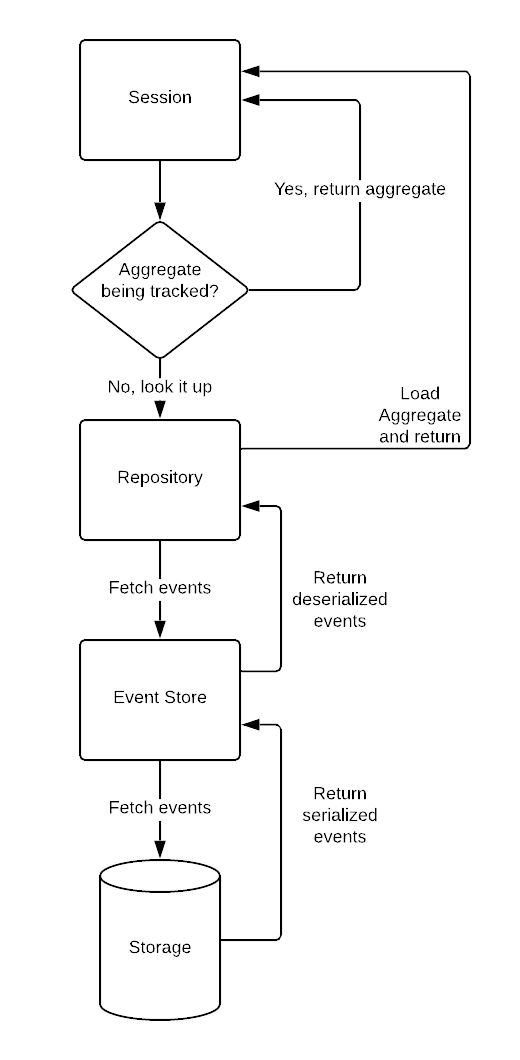 Session
Yes, return aggregate
Aggregate
being tracked?
No, look it up
Load
Aggregate
and return
Repository
Fetch events
Return
deserialized
events
Event Store
Fetch events
Return
serialized
events
Storage